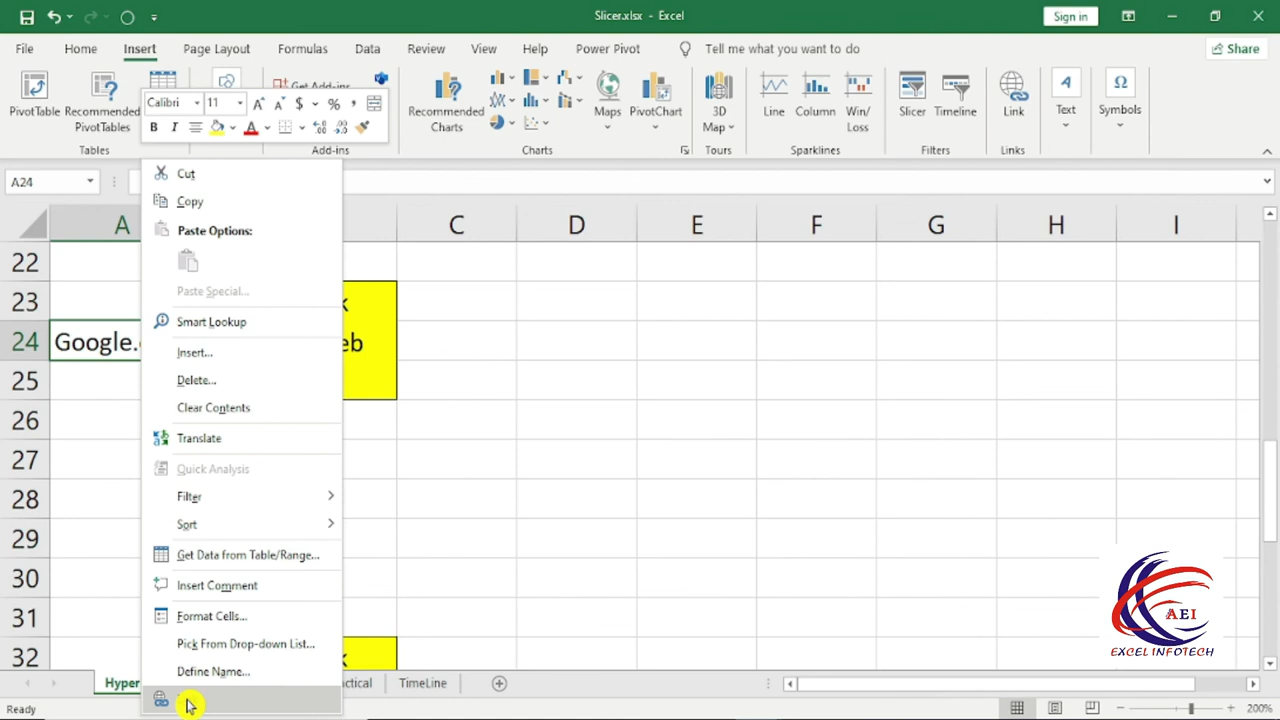 Slicer.xlsx - Excel
Sign in
File Home Insert Page Layout Formulas Data Review View Help Power Pivot Tell me what you want to do Share
PivotTable Recommended PivotTables
Get Add-ins
Recommended Charts
Maps PivotChart
3D Map
Line Column Win/Loss
Slicer Timeline
Link
Text
Symbols
Tables Add-ins Charts Tours Sparklines Filters Links
Calibri 11 $ % ,
B I A
A24
A C D E F G H I
22
23
24 Google.
25
26
27
28
29
30
31
32
Cut
Copy
Paste Options:
Paste Special...
Smart Lookup
Insert...
Delete...
Clear Contents
Translate
Quick Analysis
Filter
Sort
Get Data from Table/Range...
Insert Comment
Format Cells...
Pick From Drop-down List...
Define Name...
AEI
EXCEL INFOTECH
Hyper TimeLine
Ready 200%